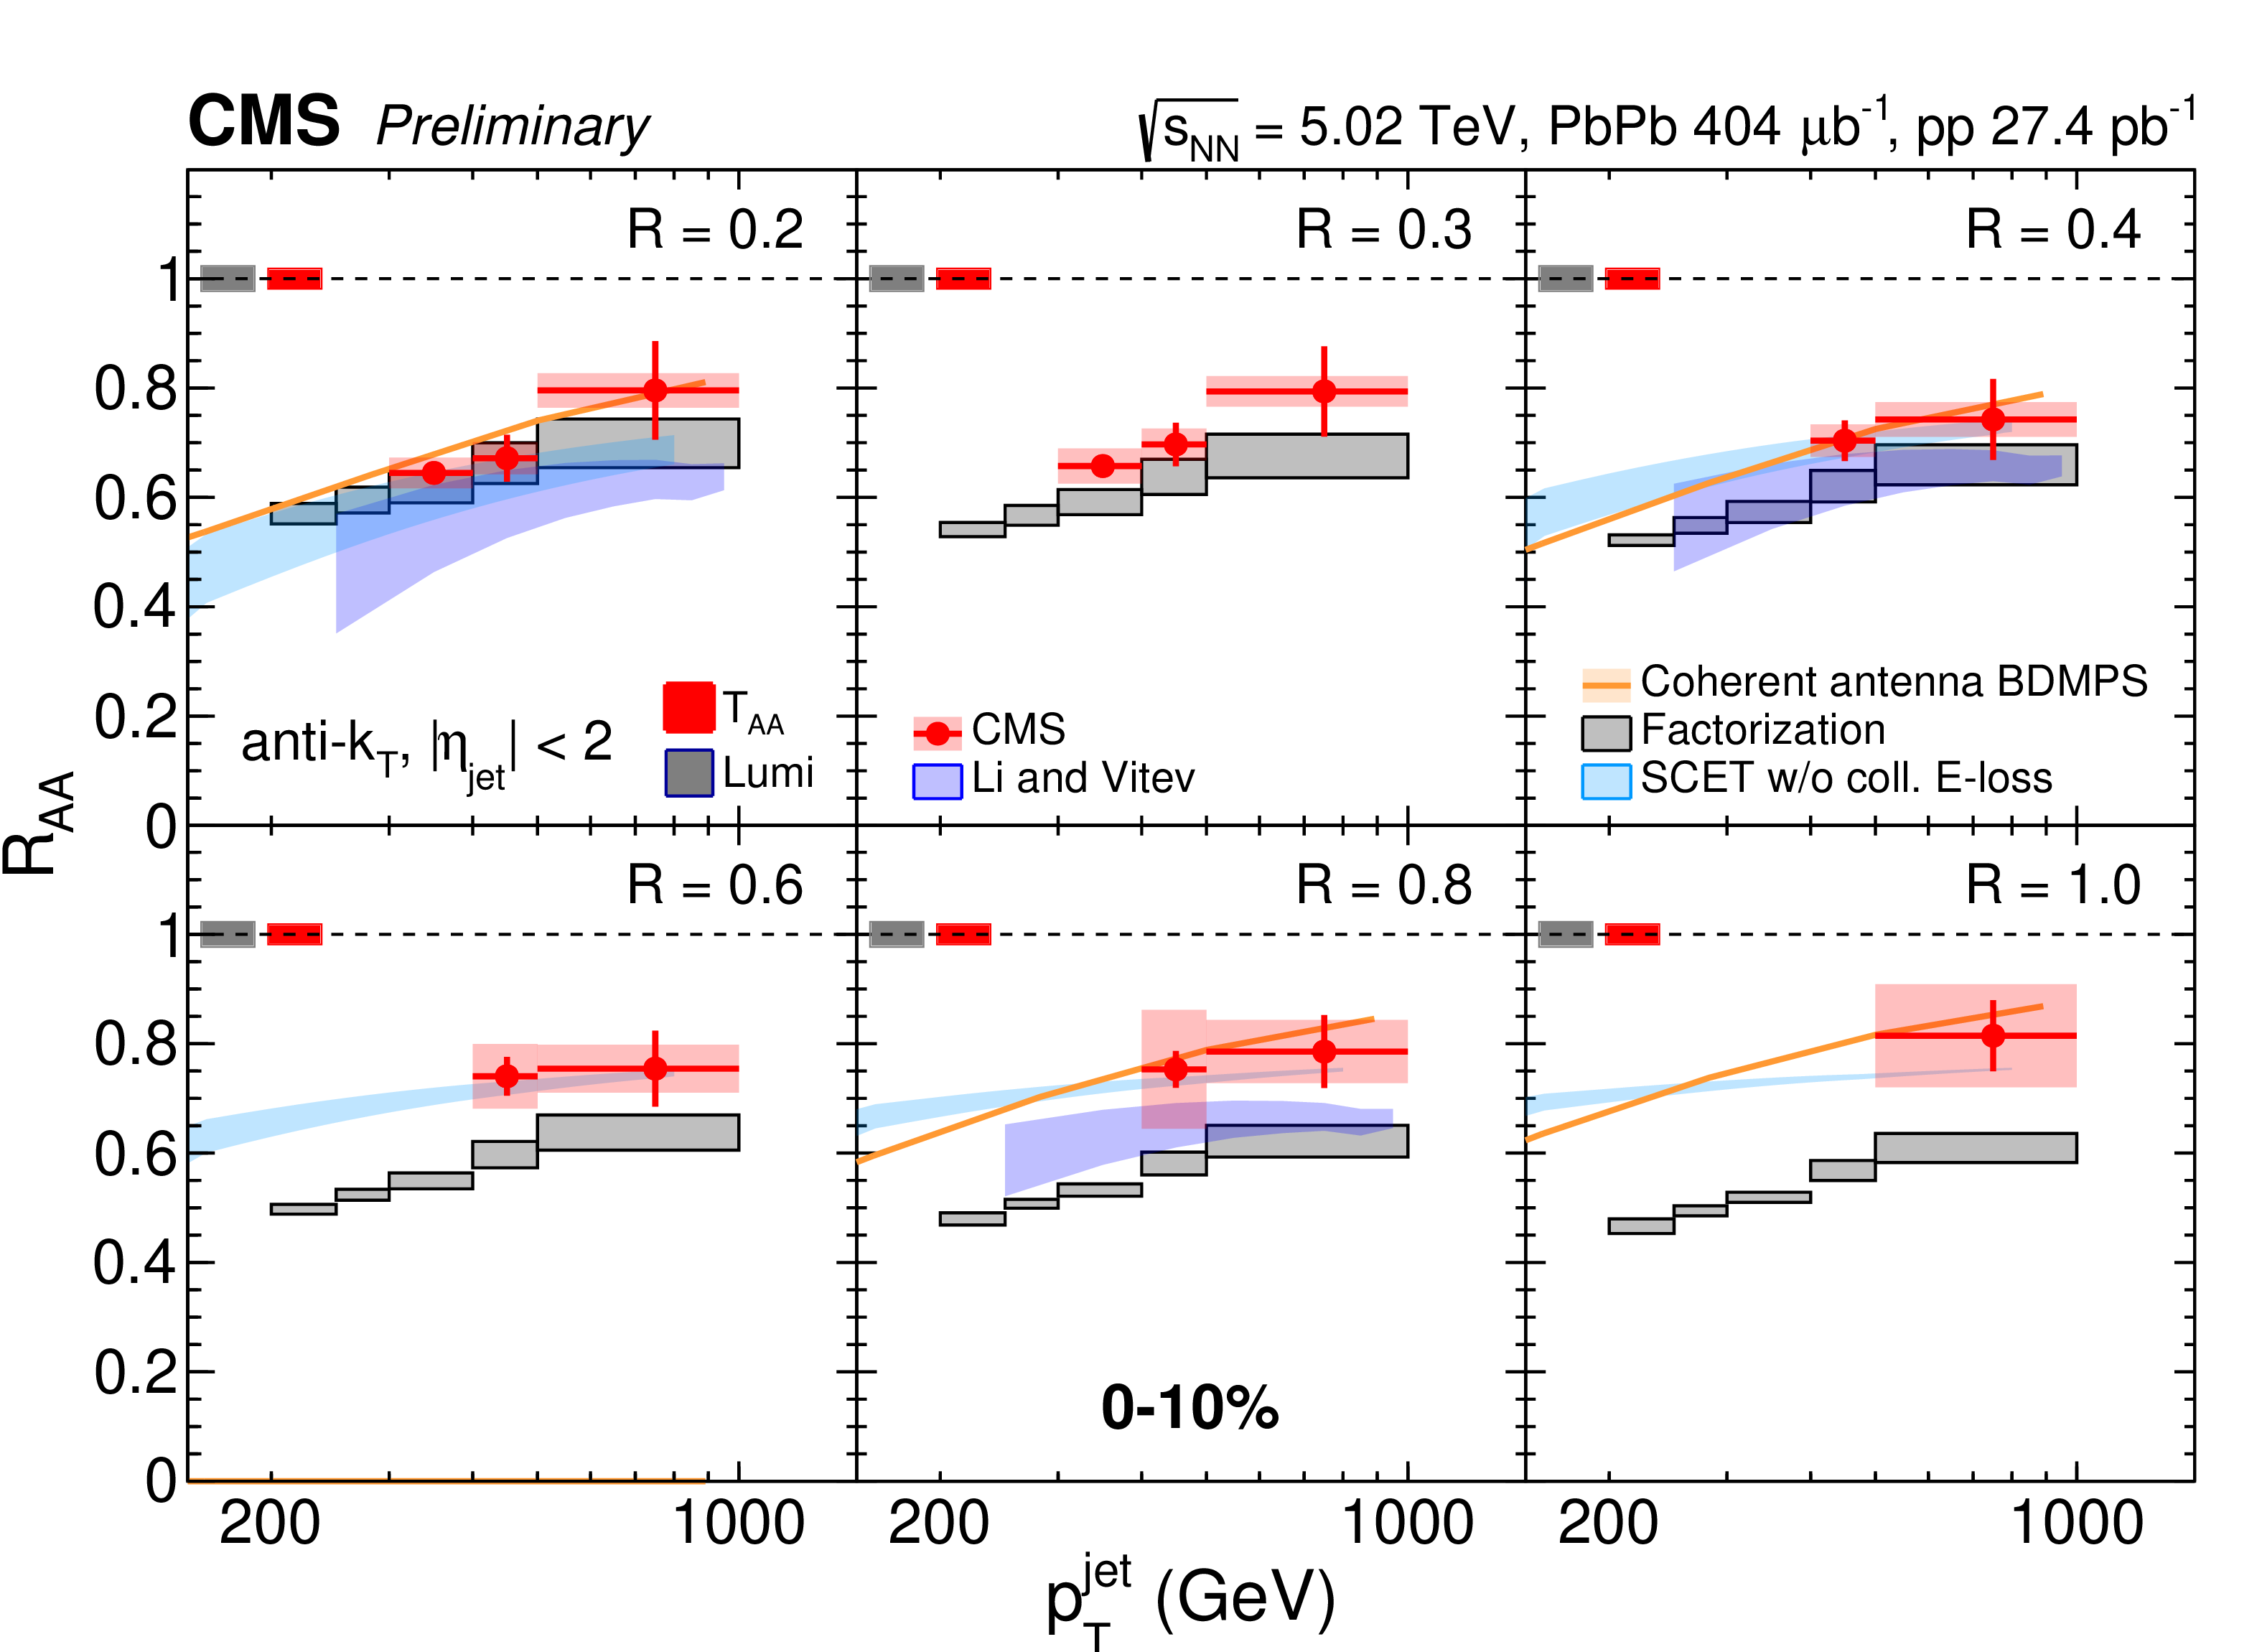 CMS Preliminary
√sNN = 5.02 TeV, PbPb 404 μb-1, pp 27.4 pb-1
R = 0.2
R = 0.3
R = 0.4
1
0.8
0.6
0.4
0.2
0
anti-kT, |ηjet| < 2
TAA
Lumi
CMS
Li and Vitev
Coherent antenna BDMPS
Factorization
SCET w/o coll. E-loss
RAA
R = 0.6
R = 0.8
R = 1.0
1
0.8
0.6
0.4
0.2
0
0-10%
200 1000 200 1000 200 1000
pTjet (GeV)